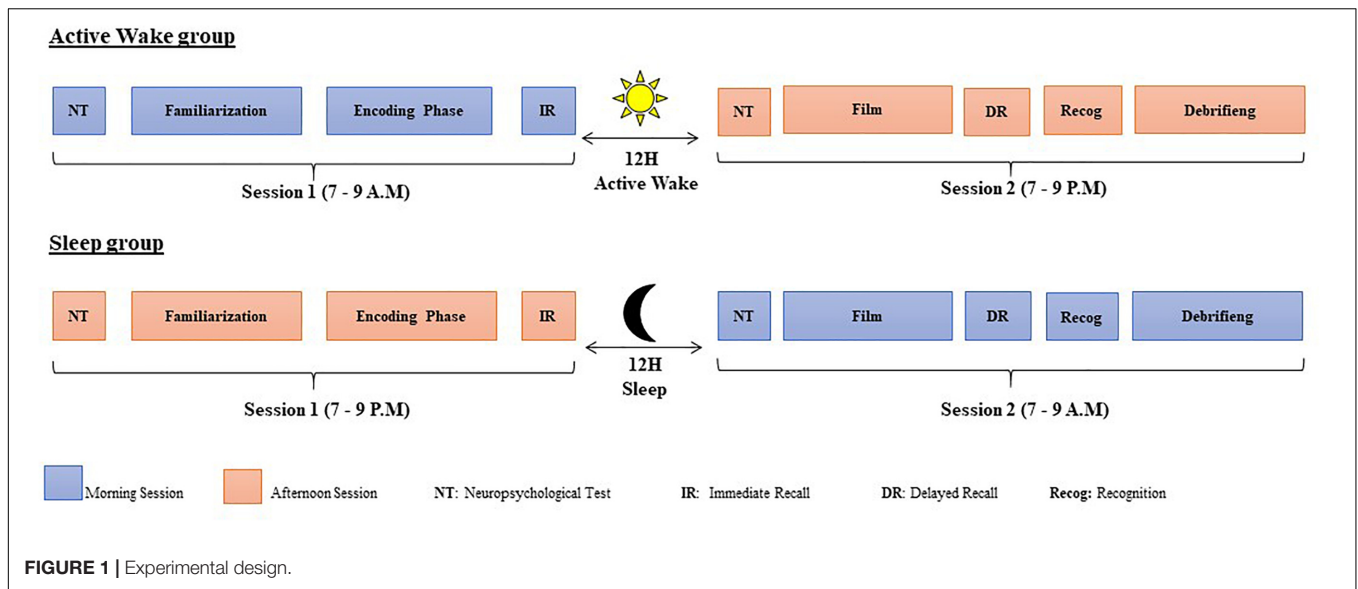 Active Wake group
NT Familiarization Encoding Phase IR NT Film DR Recog Debrifieng
12H
Active Wake
Session 1 (7 - 9 A.M) Session 2 (7 - 9 P.M)
Sleep group
NT Familiarization Encoding Phase IR NT Film DR Recog Debrifieng
12H
Sleep
Session 1 (7 - 9 P.M) Session 2 (7 - 9 A.M)
Morning Session Afternoon Session NT: Neuropsychological Test IR: Immediate Recall DR: Delayed Recall Recog: Recognition
FIGURE 1 | Experimental design.